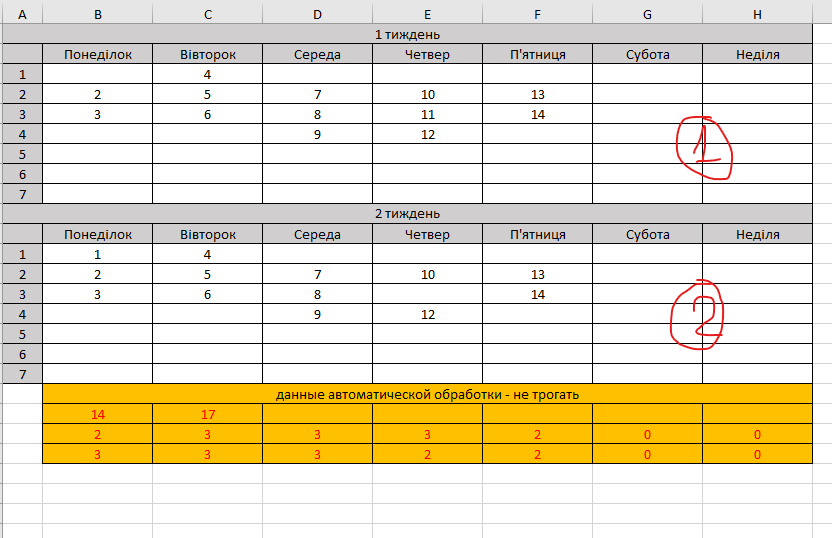 A B C D E F G H
1 тиждень
Понеділок Вівторок Середа Четвер П'ятниця Субота Неділя
1 4
2 2 5 7 10 13
3 3 6 8 11 14
4 9 12
1
5
6
7
2 тиждень
Понеділок Вівторок Середа Четвер П'ятниця Субота Неділя
1 1 4
2 2 5 7 10 13
3 3 6 8 14
2
4 9 12
5
6
7
данные автоматической обработки - не трогать
14 17
2 3 3 3 2 0 0
3 3 3 2 2 0 0